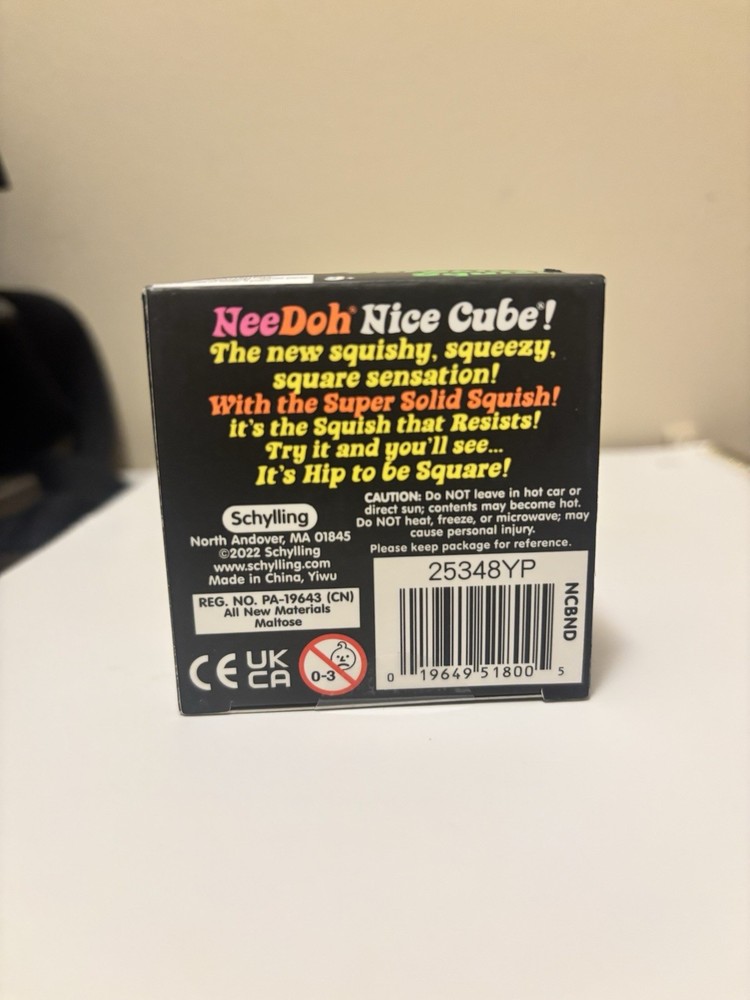 NeeDoh® Nice Cube®!
The new squishy, squeezy,
square sensation!
With the Super Solid Squish!
it's the Squish that Resists!
Try it and you'll see...
It's Hip to be Square!
CAUTION: Do NOT leave in hot car or
direct sun; contents may become hot.
Do NOT heat, freeze, or microwave; may
cause personal injury.
Please keep package for reference.
Schylling
North Andover, MA 01845
©2022 Schylling
www.schylling.com
Made in China, Yiwu
REG. NO. PA-19643 (CN)
All New Materials
Maltose
CE
UK
CA
0-3
25348YP
NCBND
0 19649 51800 5